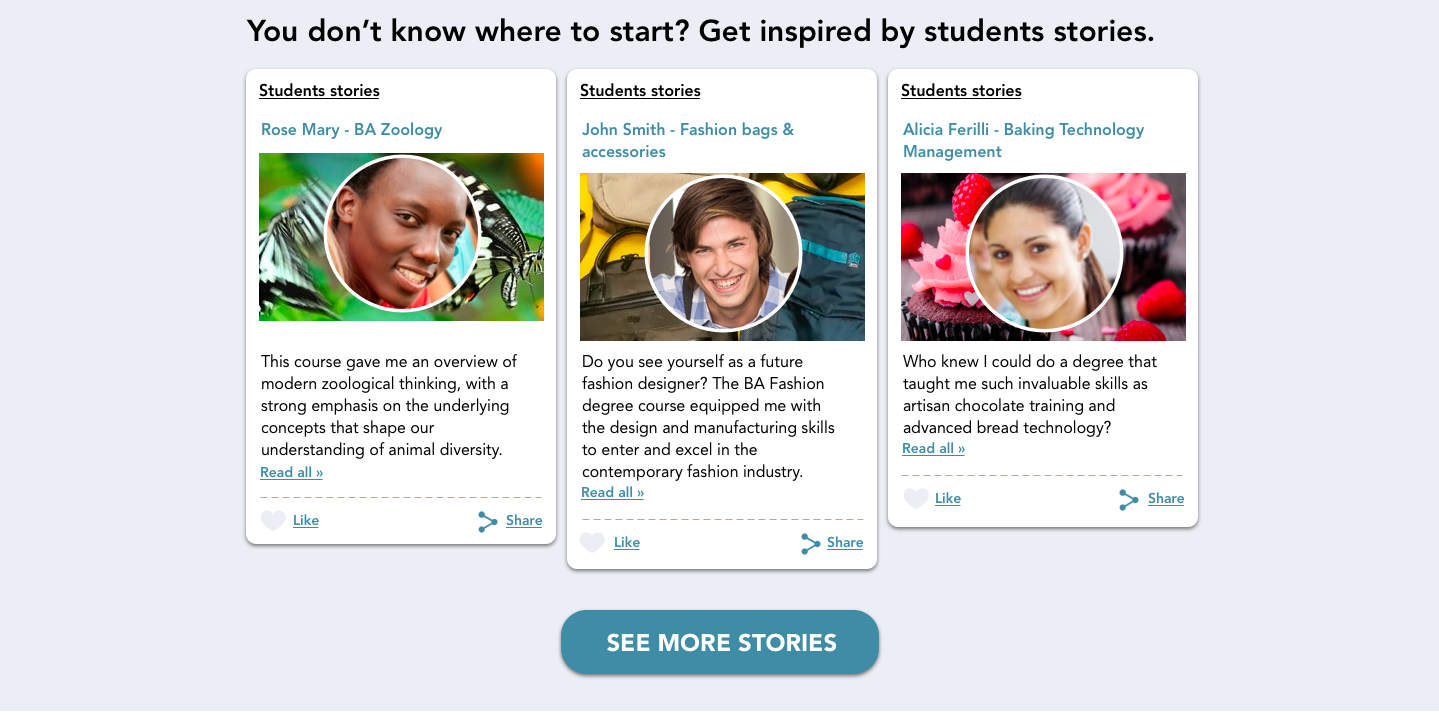 You don’t know where to start? Get inspired by students stories.
Students stories
Rose Mary - BA Zoology
This course gave me an overview of
modern zoological thinking, with a
strong emphasis on the underlying
concepts that shape our
understanding of animal diversity.
Read all »
Like
Share
Students stories
John Smith - Fashion bags &
accessories
Do you see yourself as a future
fashion designer? The BA Fashion
degree course equipped me with
the design and manufacturing skills
to enter and excel in the
contemporary fashion industry.
Read all »
Like
Share
Students stories
Alicia Ferilli - Baking Technology
Management
Who knew I could do a degree that
taught me such invaluable skills as
artisan chocolate training and
advanced bread technology?
Read all »
Like
Share
SEE MORE STORIES